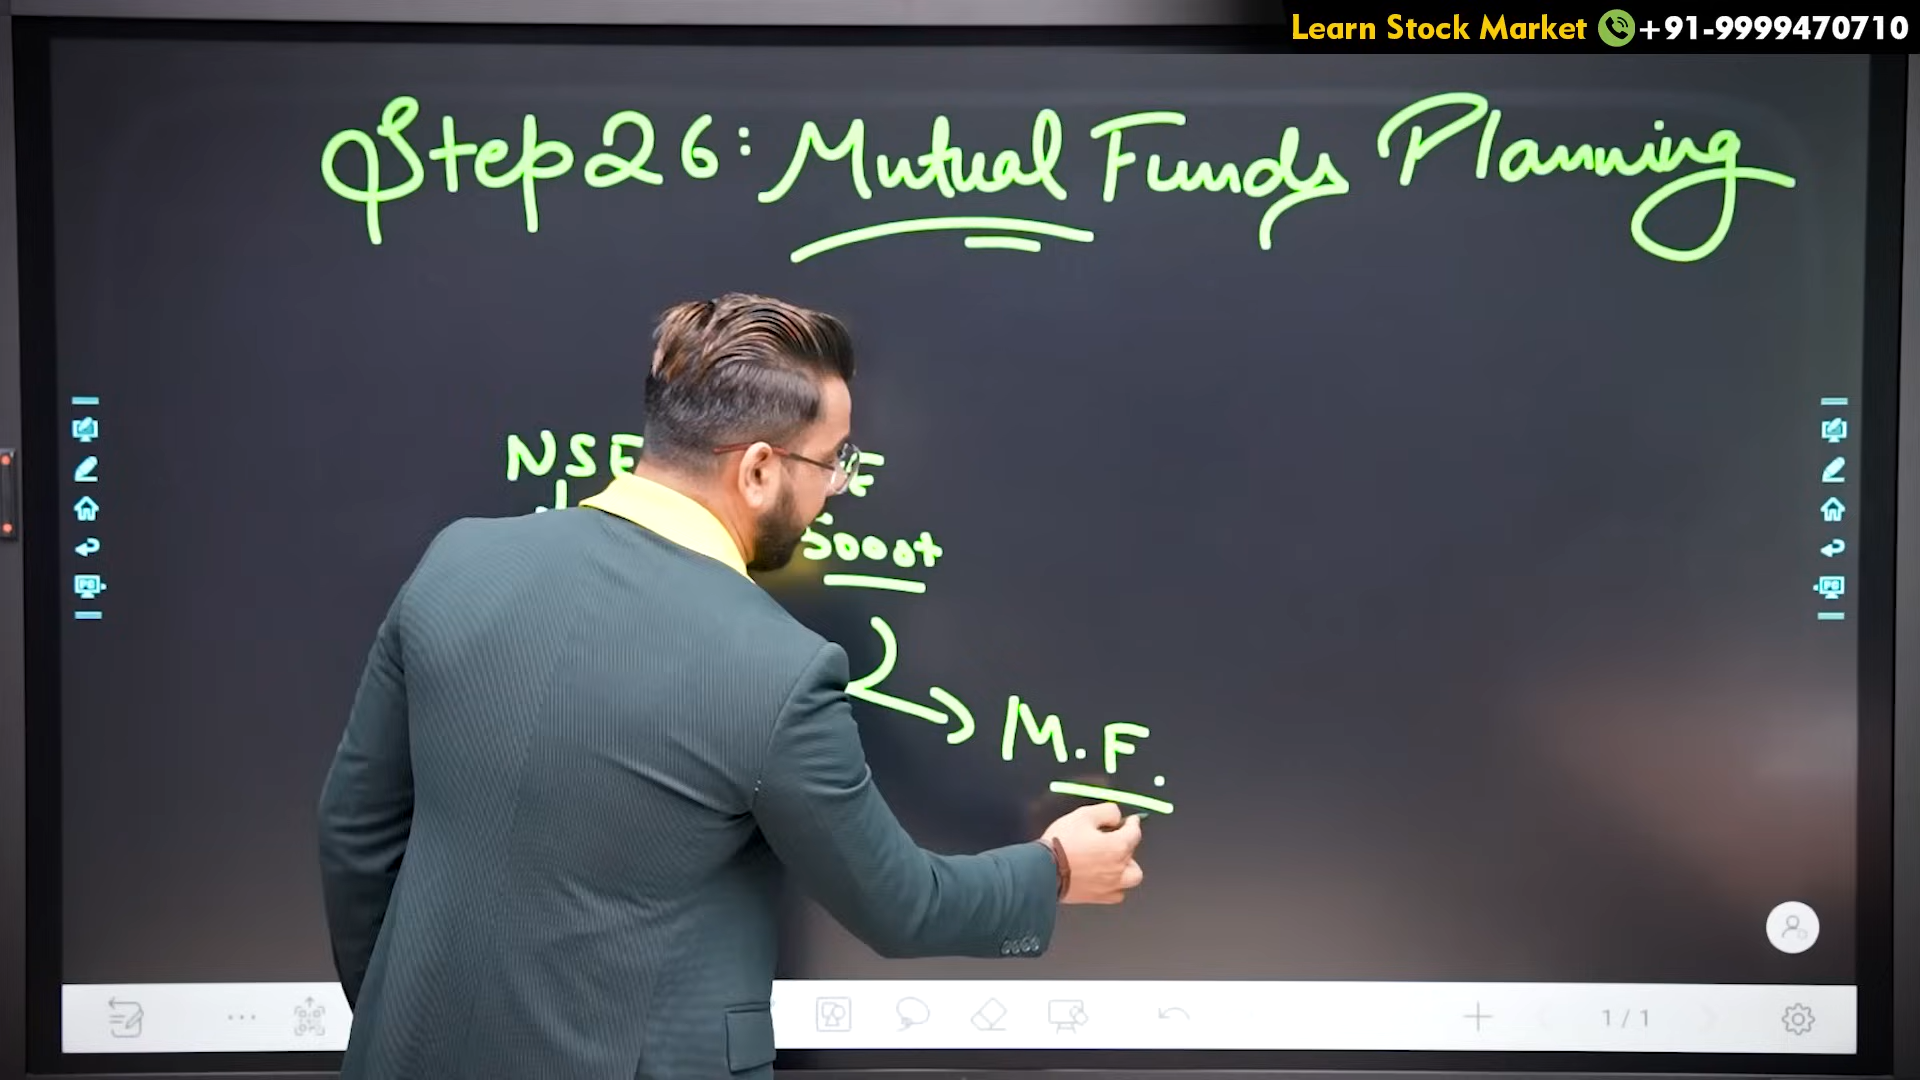 Learn Stock Market +91-9999470710
Step 26: Mutual Funds Planning
NSE
5000+
M.F.
1/1